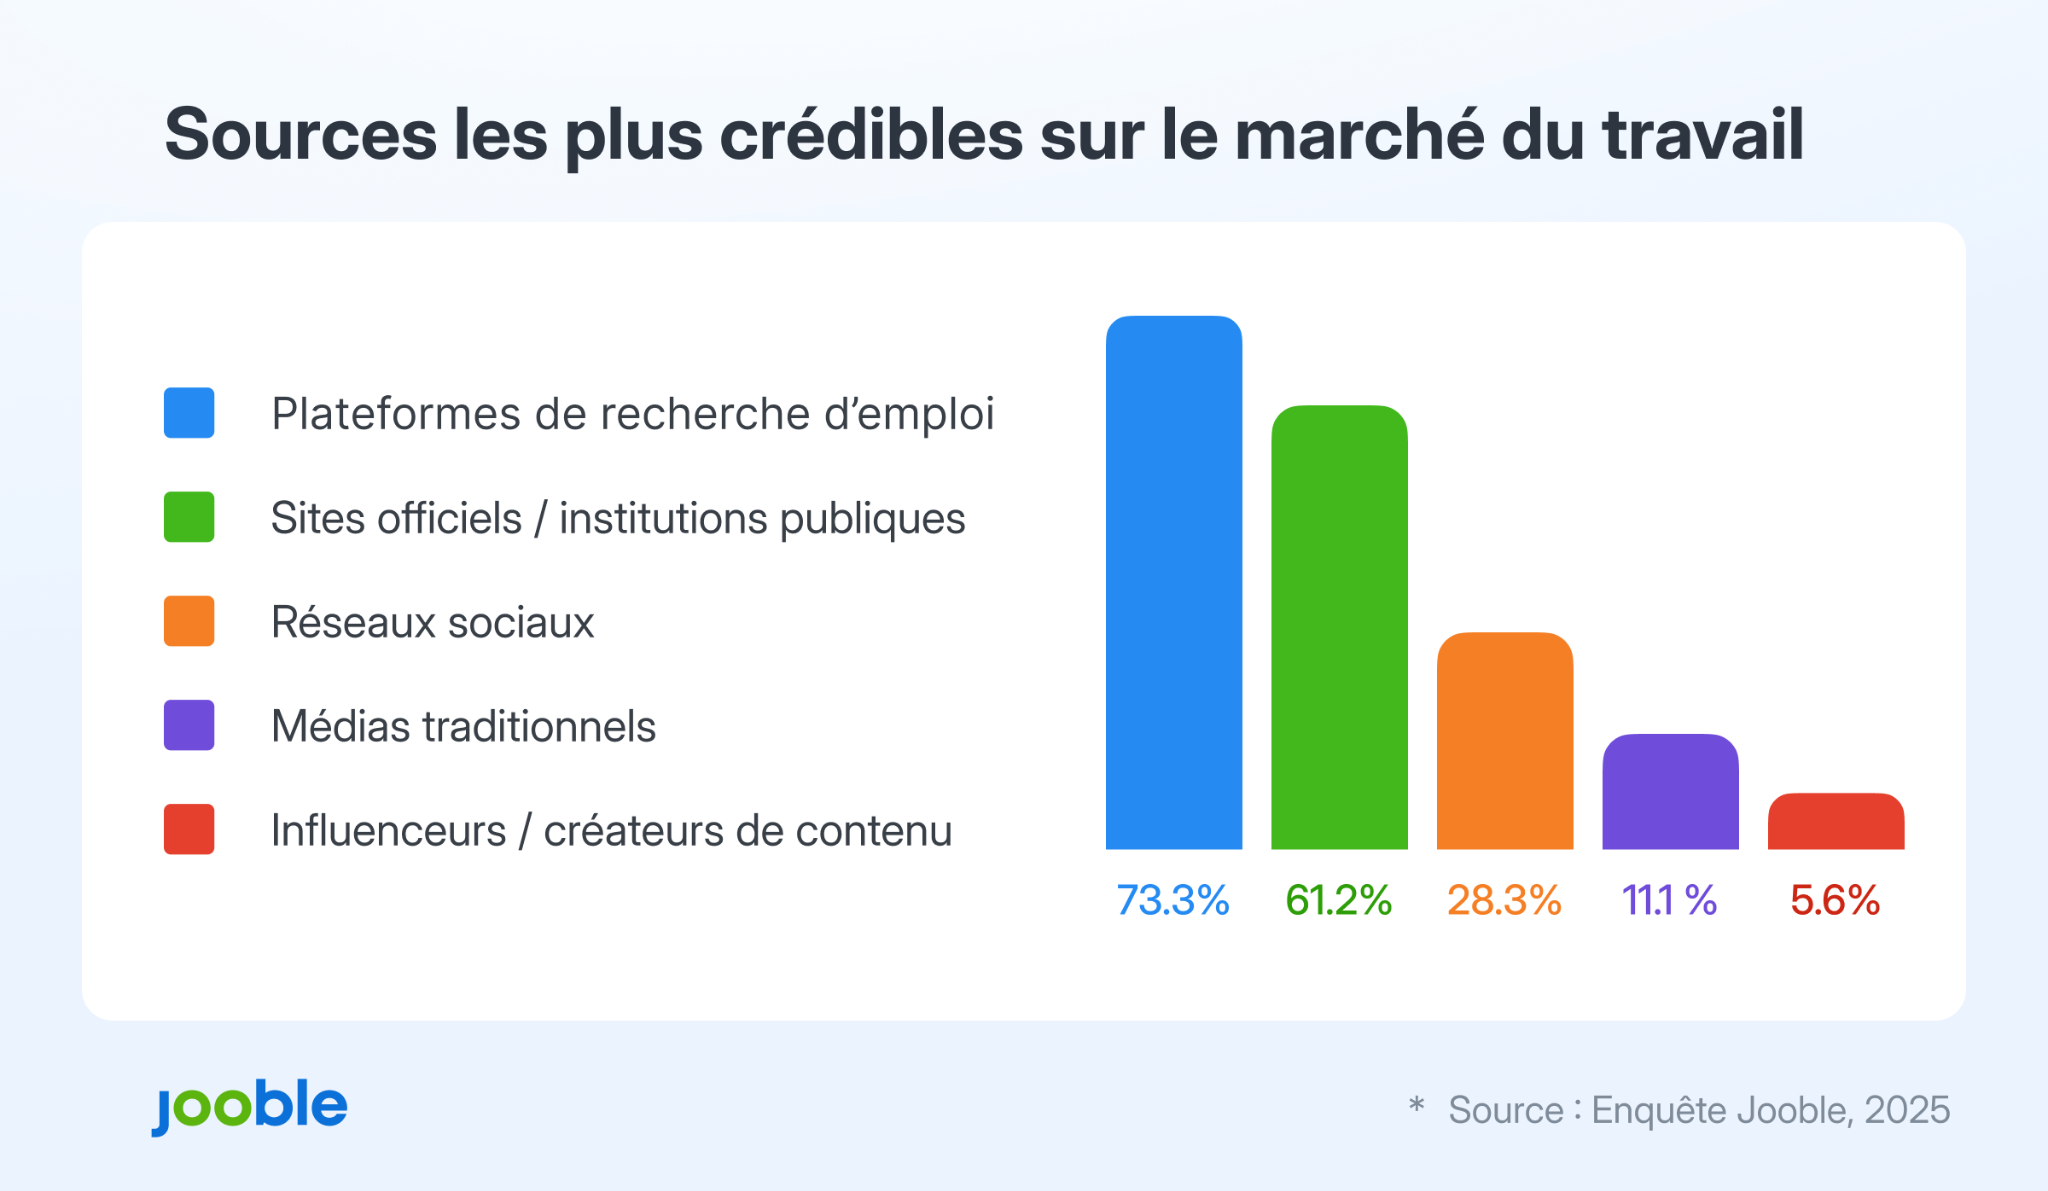 Sources les plus crédibles sur le marché du travail
Plateformes de recherche d’emploi
Sites officiels / institutions publiques
Réseaux sociaux
Médias traditionnels
Influenceurs / créateurs de contenu
73.3% 61.2% 28.3% 11.1 % 5.6%
jooble
* Source : Enquête Jooble, 2025